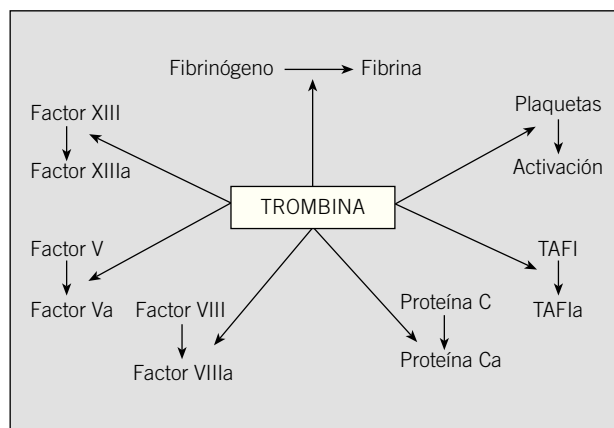 Fibrinógeno
Fibrina
Factor XIII
Factor XIIIa
Plaquetas
Activación
TROMBINA
Factor V
Factor Va
Factor VIII
Factor VIIIa
Proteína C
Proteína Ca
TAFI
TAFIa